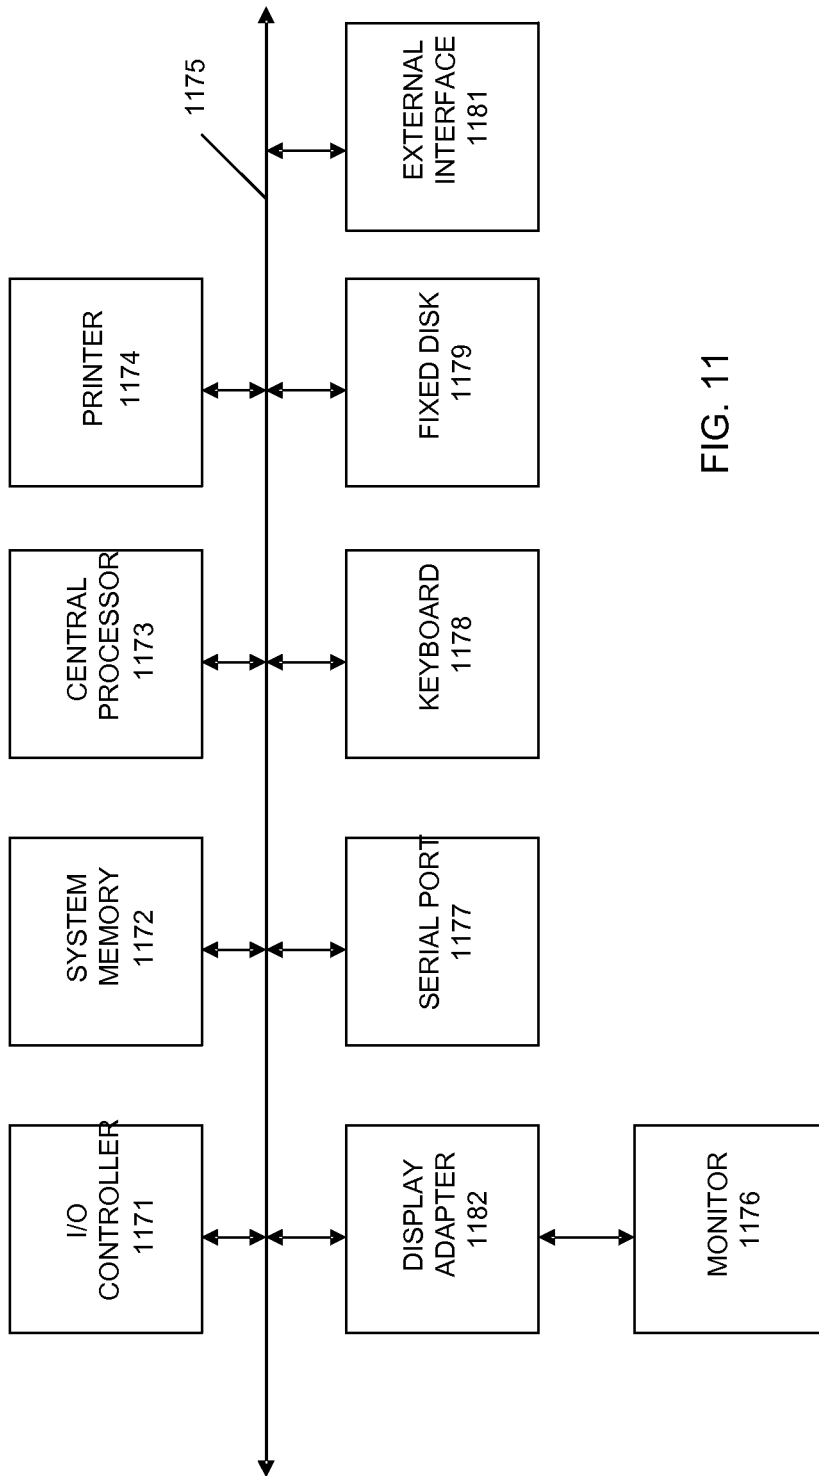 I/O
CONTROLLER
1171
SYSTEM
MEMORY
1172
CENTRAL
PROCESSOR
1173
PRINTER
1174
1175
DISPLAY
ADAPTER
1182
SERIAL PORT
1177
KEYBOARD
1178
FIXED DISK
1179
EXTERNAL
INTERFACE
1181
MONITOR
1176
FIG. 11